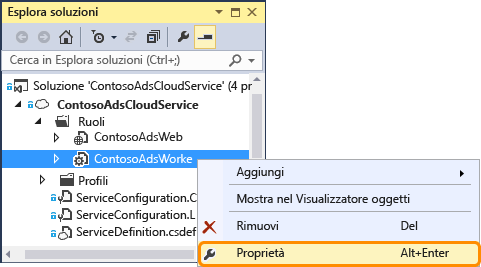 Esplora soluzioni
Cerca in Esplora soluzioni (Ctrl+;)
Soluzione 'ContosoAdsCloudService' (4 pr
ContosoAdsCloudService
Ruoli
ContosoAdsWeb
ContosoAdsWorke
Aggiungi
Profili
Mostra nel Visualizzatore oggetti
ServiceConfiguration.C
ServiceConfiguration.L
Rimuovi Del
ServiceDefinition.csdef
Proprietà Alt+Enter